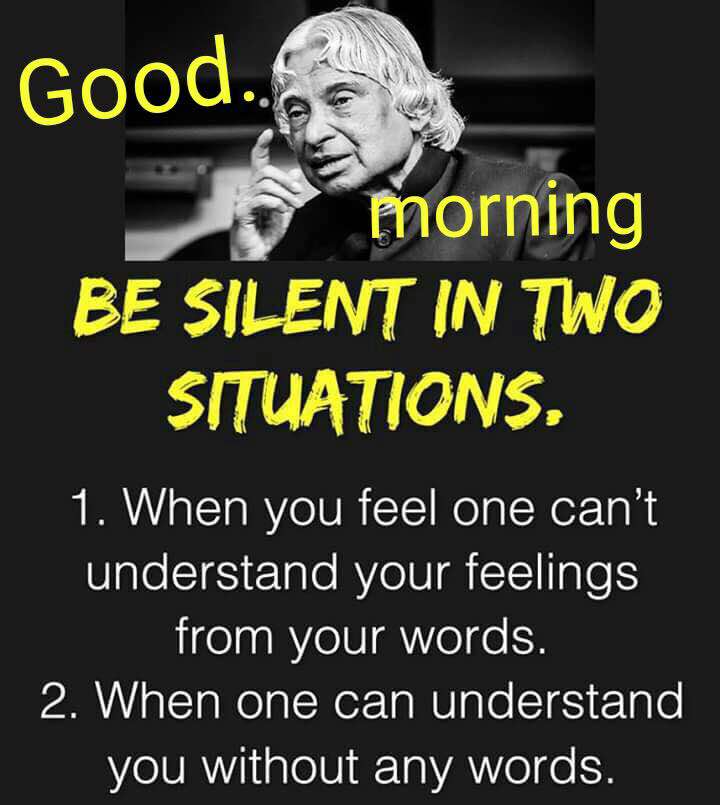 Good.
morning
BE SILENT IN TWO
SITUATIONS.
1. When you feel one can’t
understand your feelings
from your words.
2. When one can understand
you without any words.